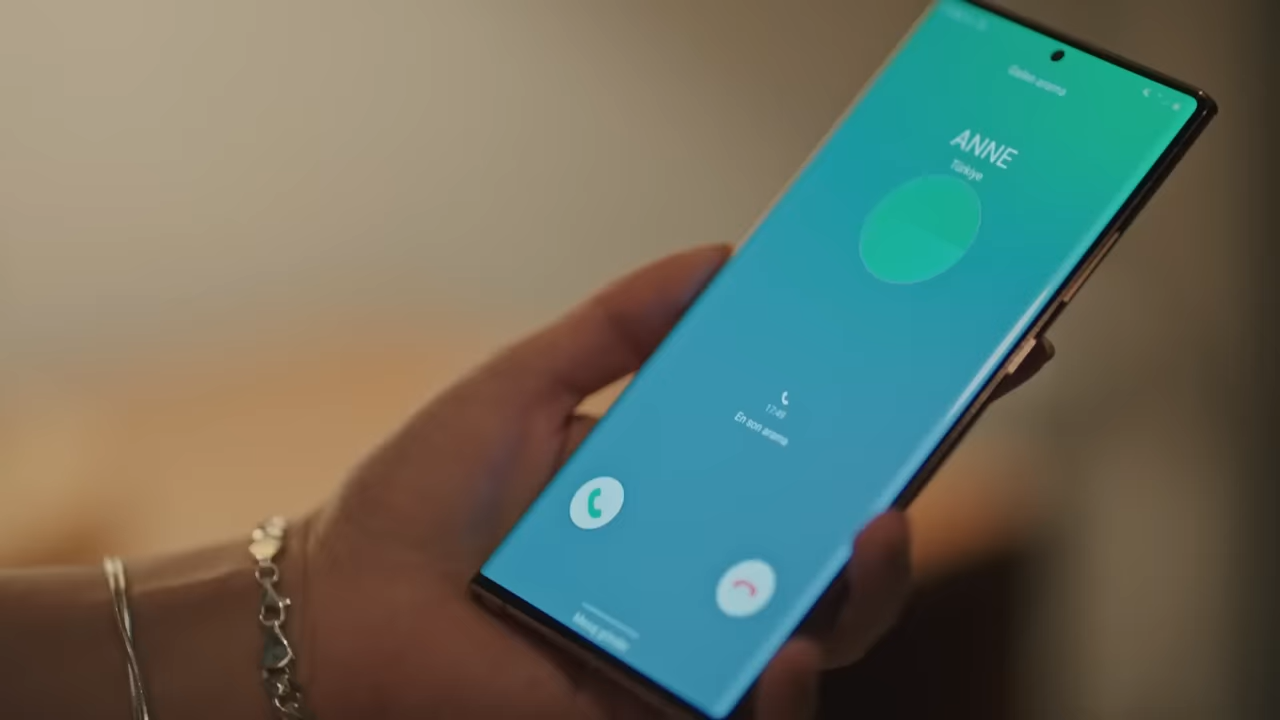 Gelen arama
ANNE
Türkiye
17:49
En son arama
Mesaj gönder